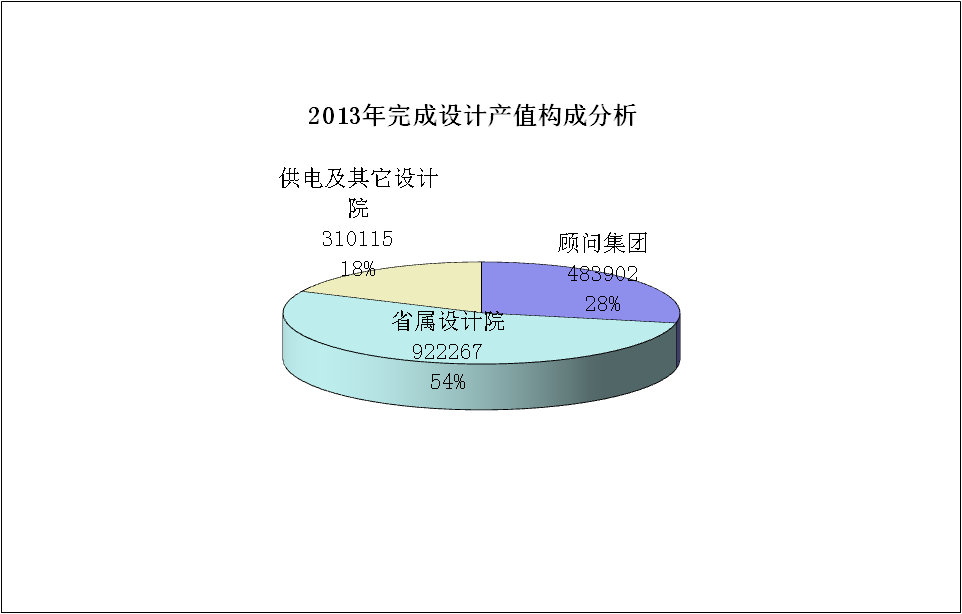 2013年完成设计产值构成分析
供电及其它设计
院
310115
18%
顾问集团
483902
28%
省属设计院
922267
54%